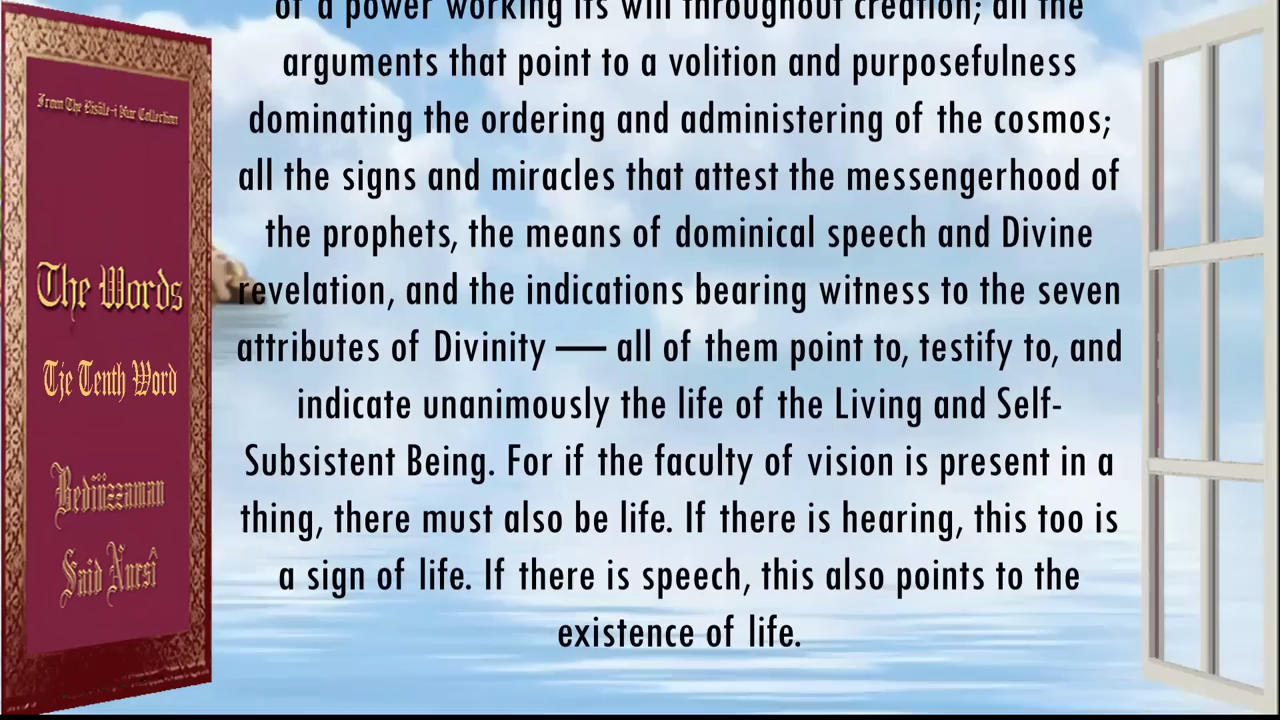 of a power working its will throughout creation; all the
arguments that point to a volition and purposefulness
dominating the ordering and administering of the cosmos;
all the signs and miracles that attest the messengerhood of
the prophets, the means of dominical speech and Divine
revelation, and the indications bearing witness to the seven
attributes of Divinity — all of them point to, testify to, and
indicate unanimously the life of the Living and Self-
Subsistent Being. For if the faculty of vision is present in a
thing, there must also be life. If there is hearing, this too is
a sign of life. If there is speech, this also points to the
existence of life.
From The Risâle-i Nur Collection
The Words
Tje Tenth Word
Bediüzzaman
Said Nursî